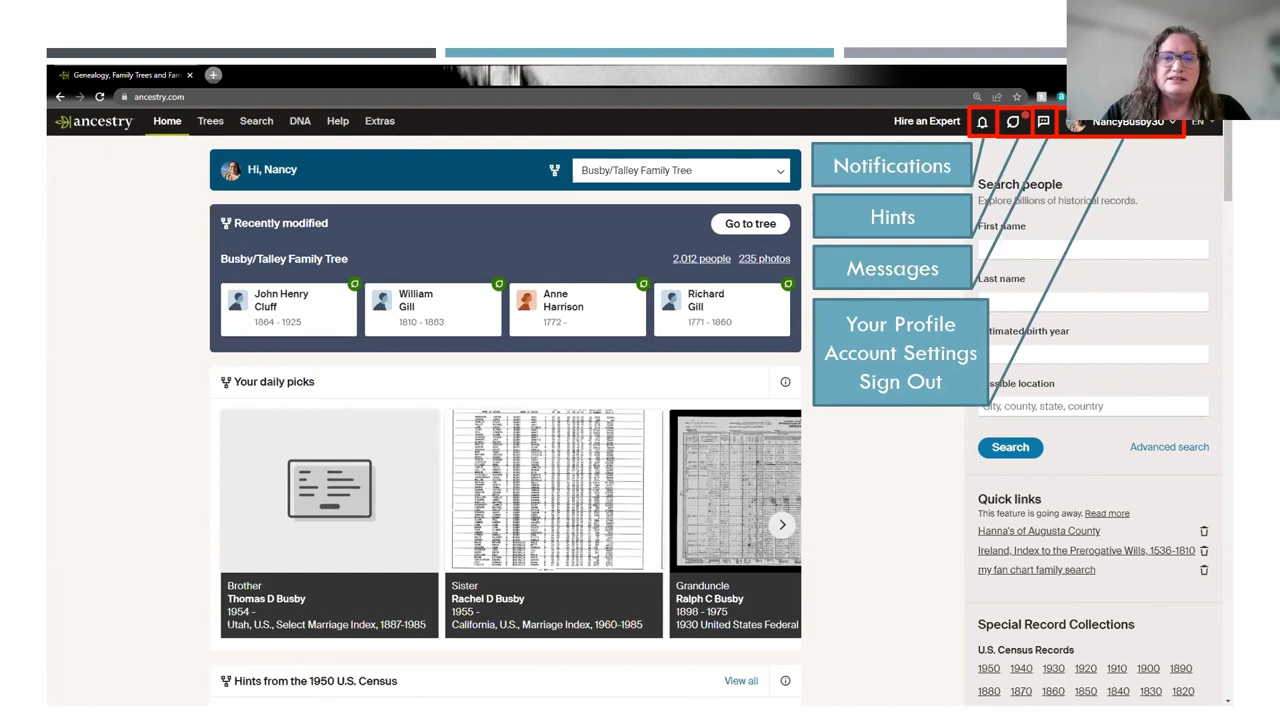 Genealogy, Family Trees and Fam
ancestry.com
ancestry
Home
Trees
Search
DNA
Help
Extras
Hire an Expert
NancyBusby30
EN
Hi, Nancy
Busby/Talley Family Tree
Recently modified
Go to tree
Busby/Talley Family Tree
2,012 people
235 photos
John Henry
Cluff
1864 - 1925
William
Gill
1810 - 1863
Anne
Harrison
1772 -
Richard
Gill
1771 - 1860
Your daily picks
Brother
Thomas D Busby
1954 -
Utah, U.S., Select Marriage Index, 1887-1985
Sister
Rachel D Busby
1955 -
California, U.S., Marriage Index, 1960-1985
Granduncle
Ralph C Busby
1898 - 1975
1930 United States Federal
Hints from the 1950 U.S. Census
View all
Notifications
Hints
Messages
Your Profile
Account Settings
Sign Out
Search people
Explore billions of historical records.
First name
Last name
timated birth year
ssible location
City, county, state, country
Search
Advanced search
Quick links
This feature is going away. Read more
Hanna's of Augusta County
Ireland, Index to the Prerogative Wills, 1536-1810
my fan chart family search
Special Record Collections
U.S. Census Records
1950 1940 1930 1920 1910 1900 1890
1880 1870 1860 1850 1840 1830 1820